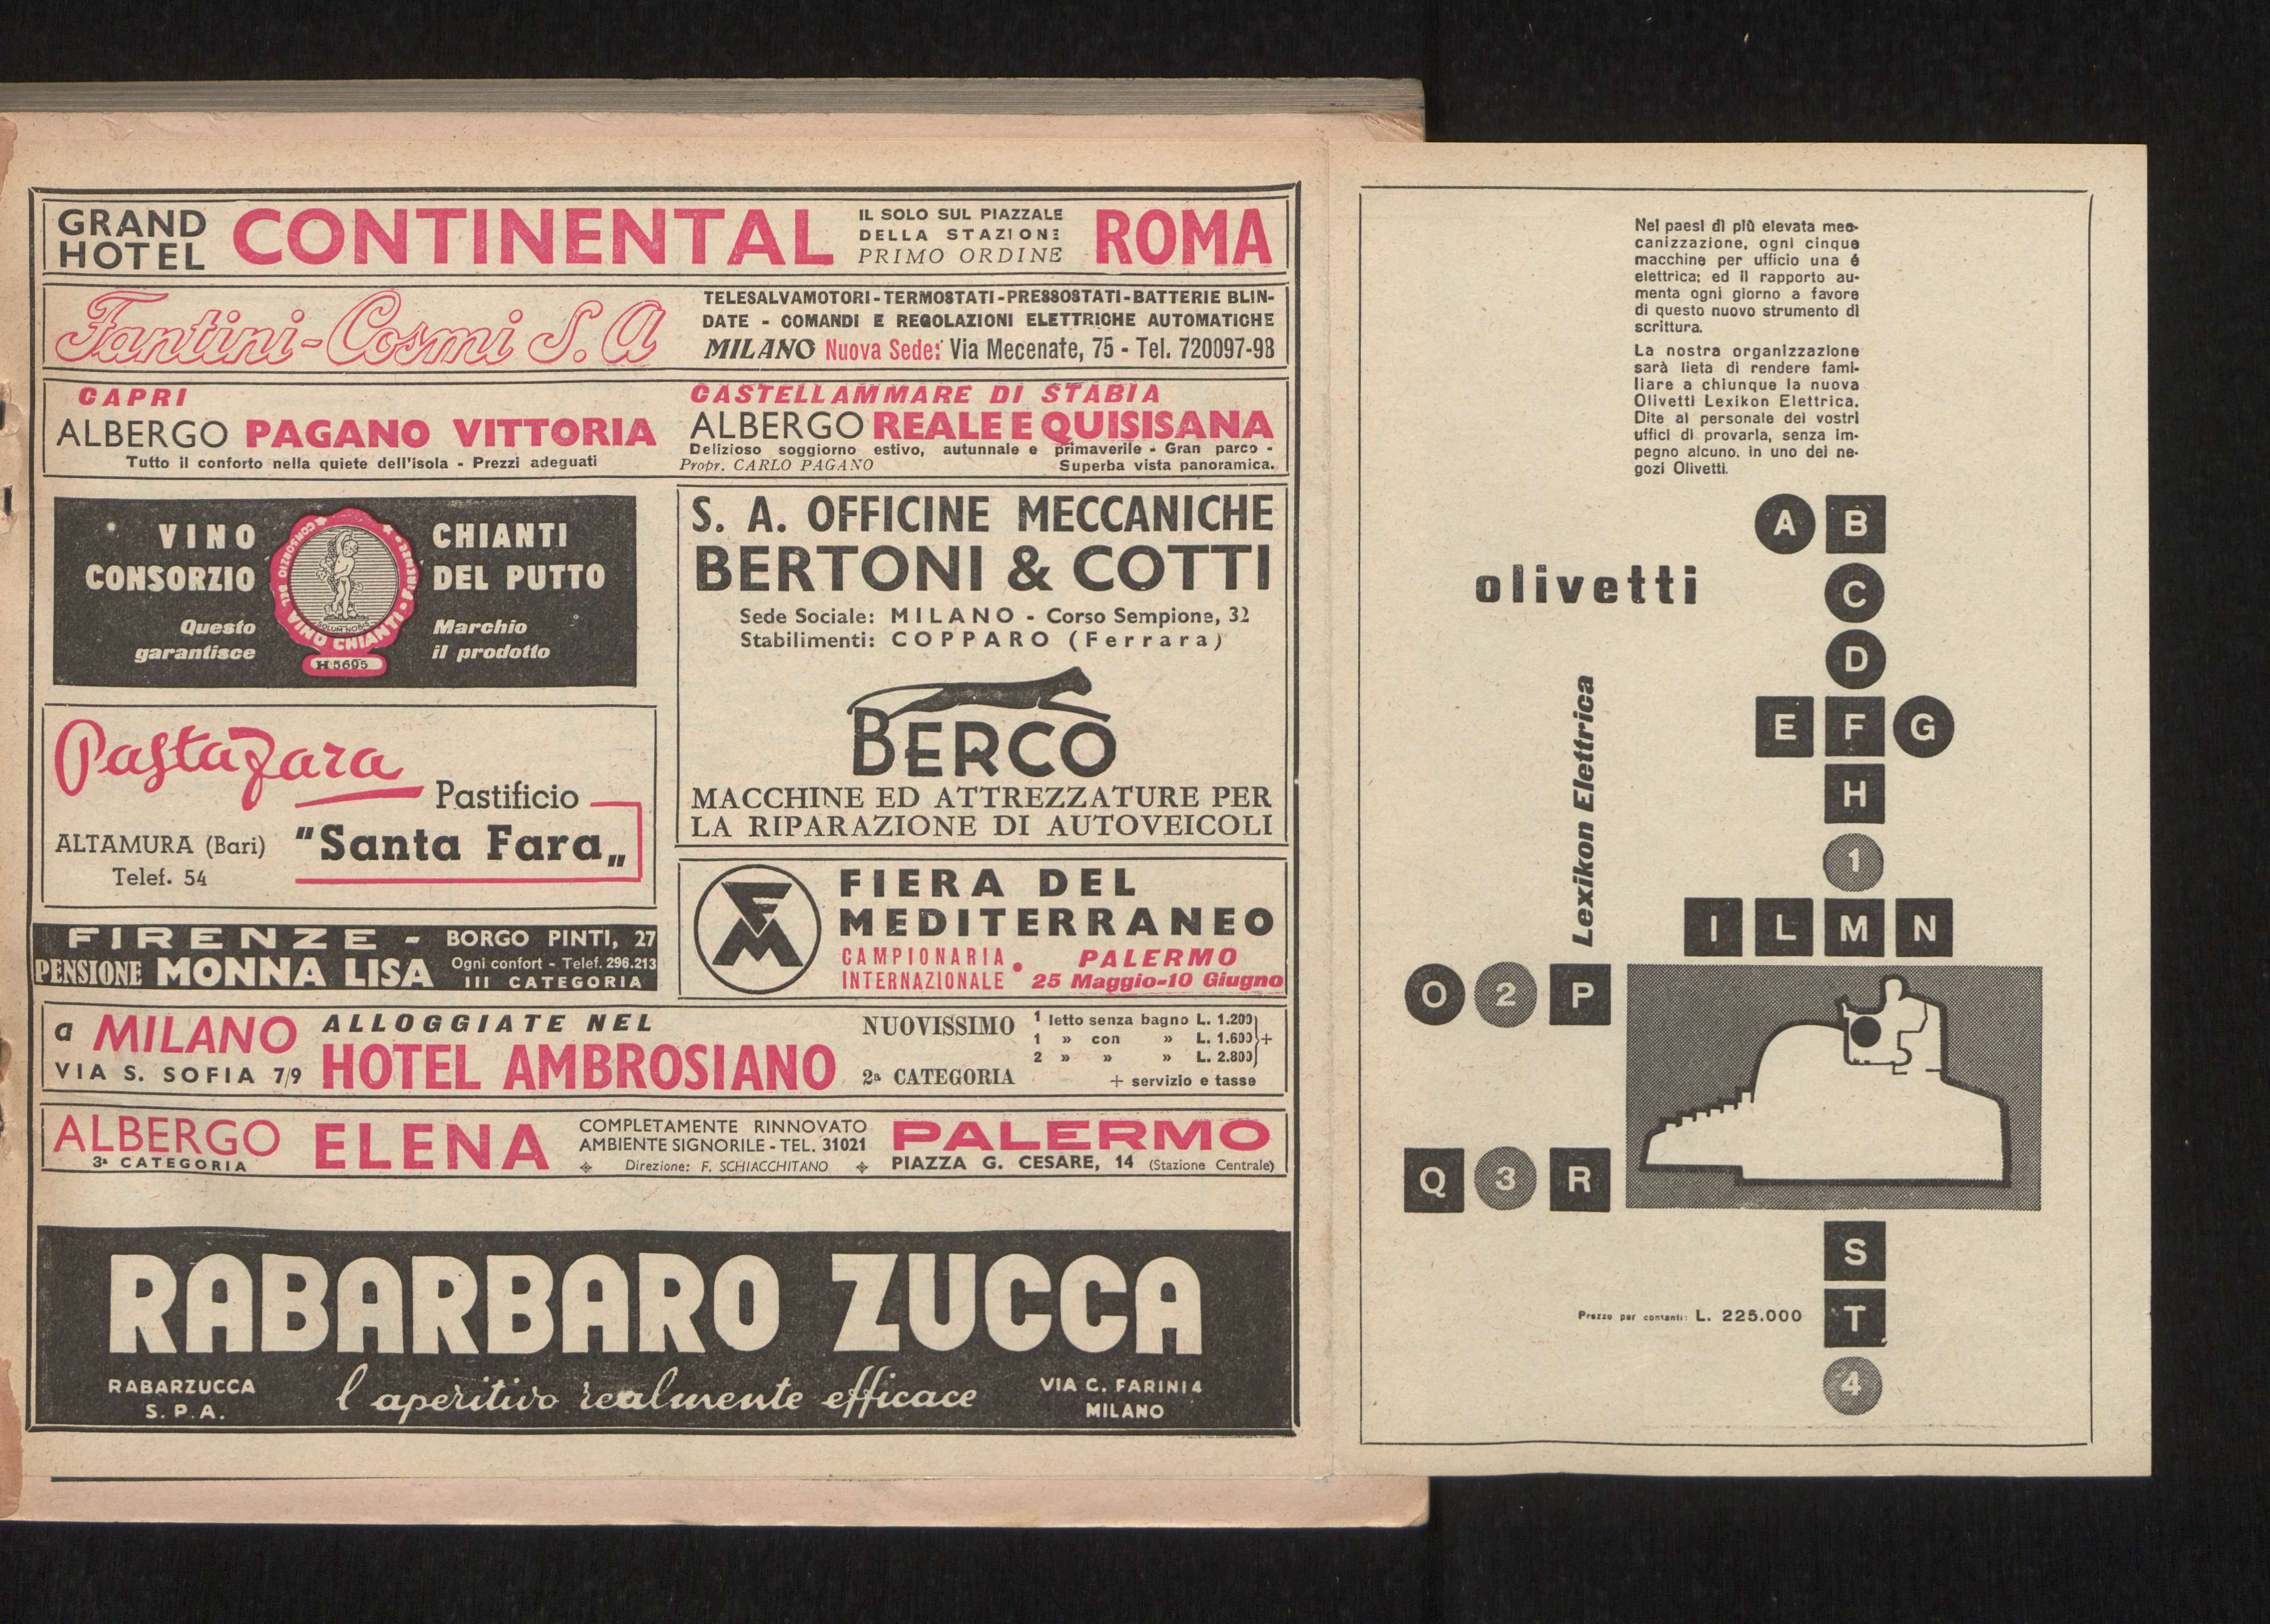 GRAND
HOTEL
CONTINENTAL
IL SOLO SUL PIAZZALE
DELLA STAZIONE
PRIMO ORDINE
ROMA
Fantini-Cosmi S.A
TELESALVAMOTORI - TERMOSTATI - PRESSOSTATI - BATTERIE BLIN-
DATE - COMANDI E REGOLAZIONI ELETTRICHE AUTOMATICHE
MILANO Nuova Sede: Via Mecenate, 75 - Tel. 720097-98
CAPRI
ALBERGO PAGANO VITTORIA
Tutto il conforto nella quiete dell'isola - Prezzi adeguati
CASTELLAMMARE DI STABIA
ALBERGO REALE E QUISISANA
Delizioso soggiorno estivo, autunnale e primaverile - Gran parco -
Propr. CARLO PAGANO Superba vista panoramica.
VINO CHIANTI
CONSORZIO DEL PUTTO
Questo Marchio
garantisce il prodotto
CONSORZIO DEL VINO CHIANTI • FIRENZE •
SOLUM NOBIS
H 5695
S. A. OFFICINE MECCANICHE
BERTONI & COTTI
Sede Sociale: MILANO - Corso Sempione, 32
Stabilimenti: COPPARO (Ferrara)
BERCO
MACCHINE ED ATTREZZATURE PER
LA RIPARAZIONE DI AUTOVEICOLI
Pasta Zara
Pastificio
"Santa Fara„
ALTAMURA (Bari)
Telef. 54
FM
FIERA DEL
MEDITERRANEO
CAMPIONARIA
INTERNAZIONALE •
PALERMO
25 Maggio-10 Giugno
FIRENZE - BORGO PINTI, 27
PENSIONE MONNA LISA
Ogni confort - Telef. 296.213
III CATEGORIA
a MILANO
VIA S. SOFIA 7/9
ALLOGGIATE NEL
HOTEL AMBROSIANO
NUOVISSIMO
2a CATEGORIA
1 letto senza bagno L. 1.200
1 » con » L. 1.600 +
2 » » » L. 2.800
+ servizio e tasse
ALBERGO
3a CATEGORIA
ELENA
COMPLETAMENTE RINNOVATO
AMBIENTE SIGNORILE - TEL. 31021
Direzione: F. SCHIACCHITANO
PALERMO
PIAZZA G. CESARE, 14 (Stazione Centrale)
RABARBARO ZUCCA
RABARZUCCA
S.P.A.
l'aperitivo realmente efficace
VIA C. FARINI 4
MILANO
Nei paesi di più elevata mec-
canizzazione, ogni cinque
macchine per ufficio una é
elettrica; ed il rapporto au-
menta ogni giorno a favore
di questo nuovo strumento di
scrittura.
La nostra organizzazione
sarà lieta di rendere fami-
liare a chiunque la nuova
Olivetti Lexikon Elettrica.
Dite al personale dei vostri
uffici di provarla, senza im-
pegno alcuno, in uno dei ne-
gozi Olivetti.
A B
olivetti
C
D
E F G
H
1
I L M N
Lexikon Elettrica
O 2 P
Q 3 R
S
Prezzo per contanti: L. 225.000
T
4